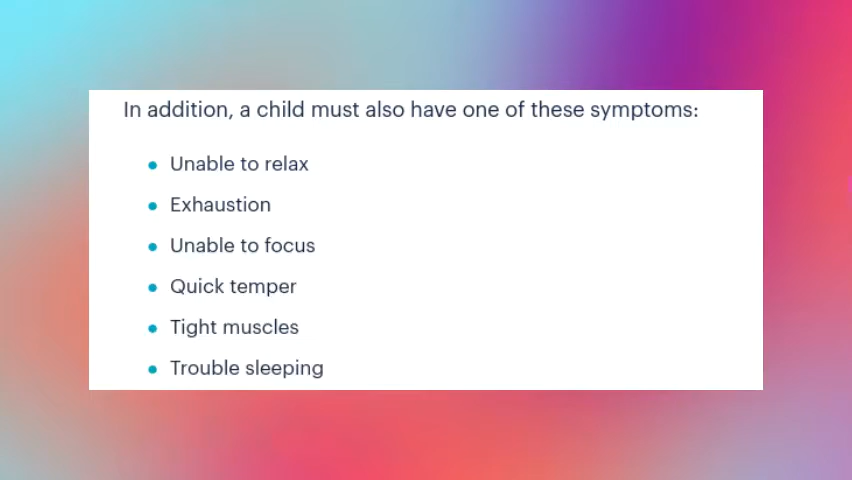 In addition, a child must also have one of these symptoms:
Unable to relax
Exhaustion
Unable to focus
Quick temper
Tight muscles
Trouble sleeping